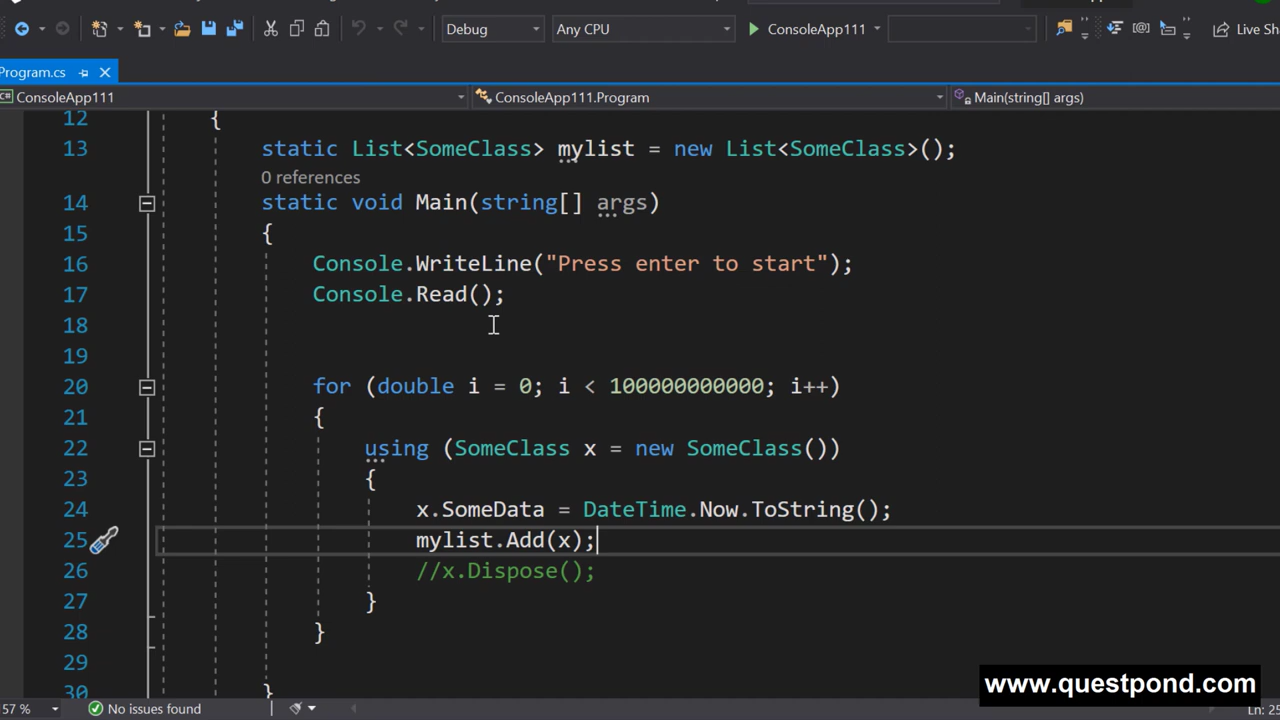 Debug Any CPU ConsoleApp111 Live Sh
Program.cs
ConsoleApp111 ConsoleApp111.Program Main(string[] args)
12 {
13 static List<SomeClass> mylist = new List<SomeClass>();
0 references
14 static void Main(string[] args)
15 {
16 Console.WriteLine("Press enter to start");
17 Console.Read();
18
19
20 for (double i = 0; i < 100000000000; i++)
21 {
22 using (SomeClass x = new SomeClass())
23 {
24 x.SomeData = DateTime.Now.ToString();
25 mylist.Add(x);
26 //x.Dispose();
27 }
28 }
29
30 }
www.questpond.com
57 % No issues found Ln: 25